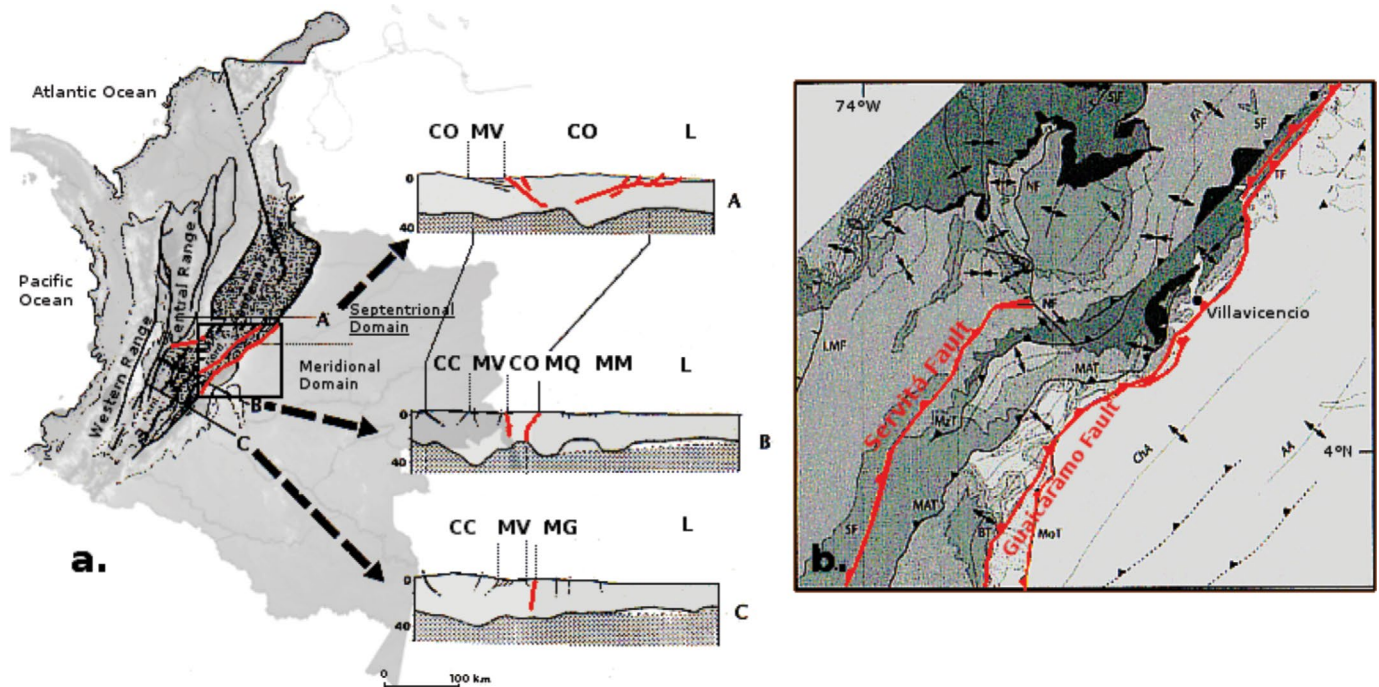 Atlantic Ocean
Pacific
Ocean
Western Range
Central Range
A
Septentrional
Domain
Meridional
Domain
B
C
a.
0 100 km
CO MV CO L
0
40
A
CC MV CO MQ MM L
0
40
B
CC MV MG L
0
40
C
74°W
SF
NF
TF
Villavicencio
NF
LMF
MAT
Servitá Fault
MzT
Guaicaramo Fault
ChA
AA
4°N
MAT
SF
BT
MoT
b.